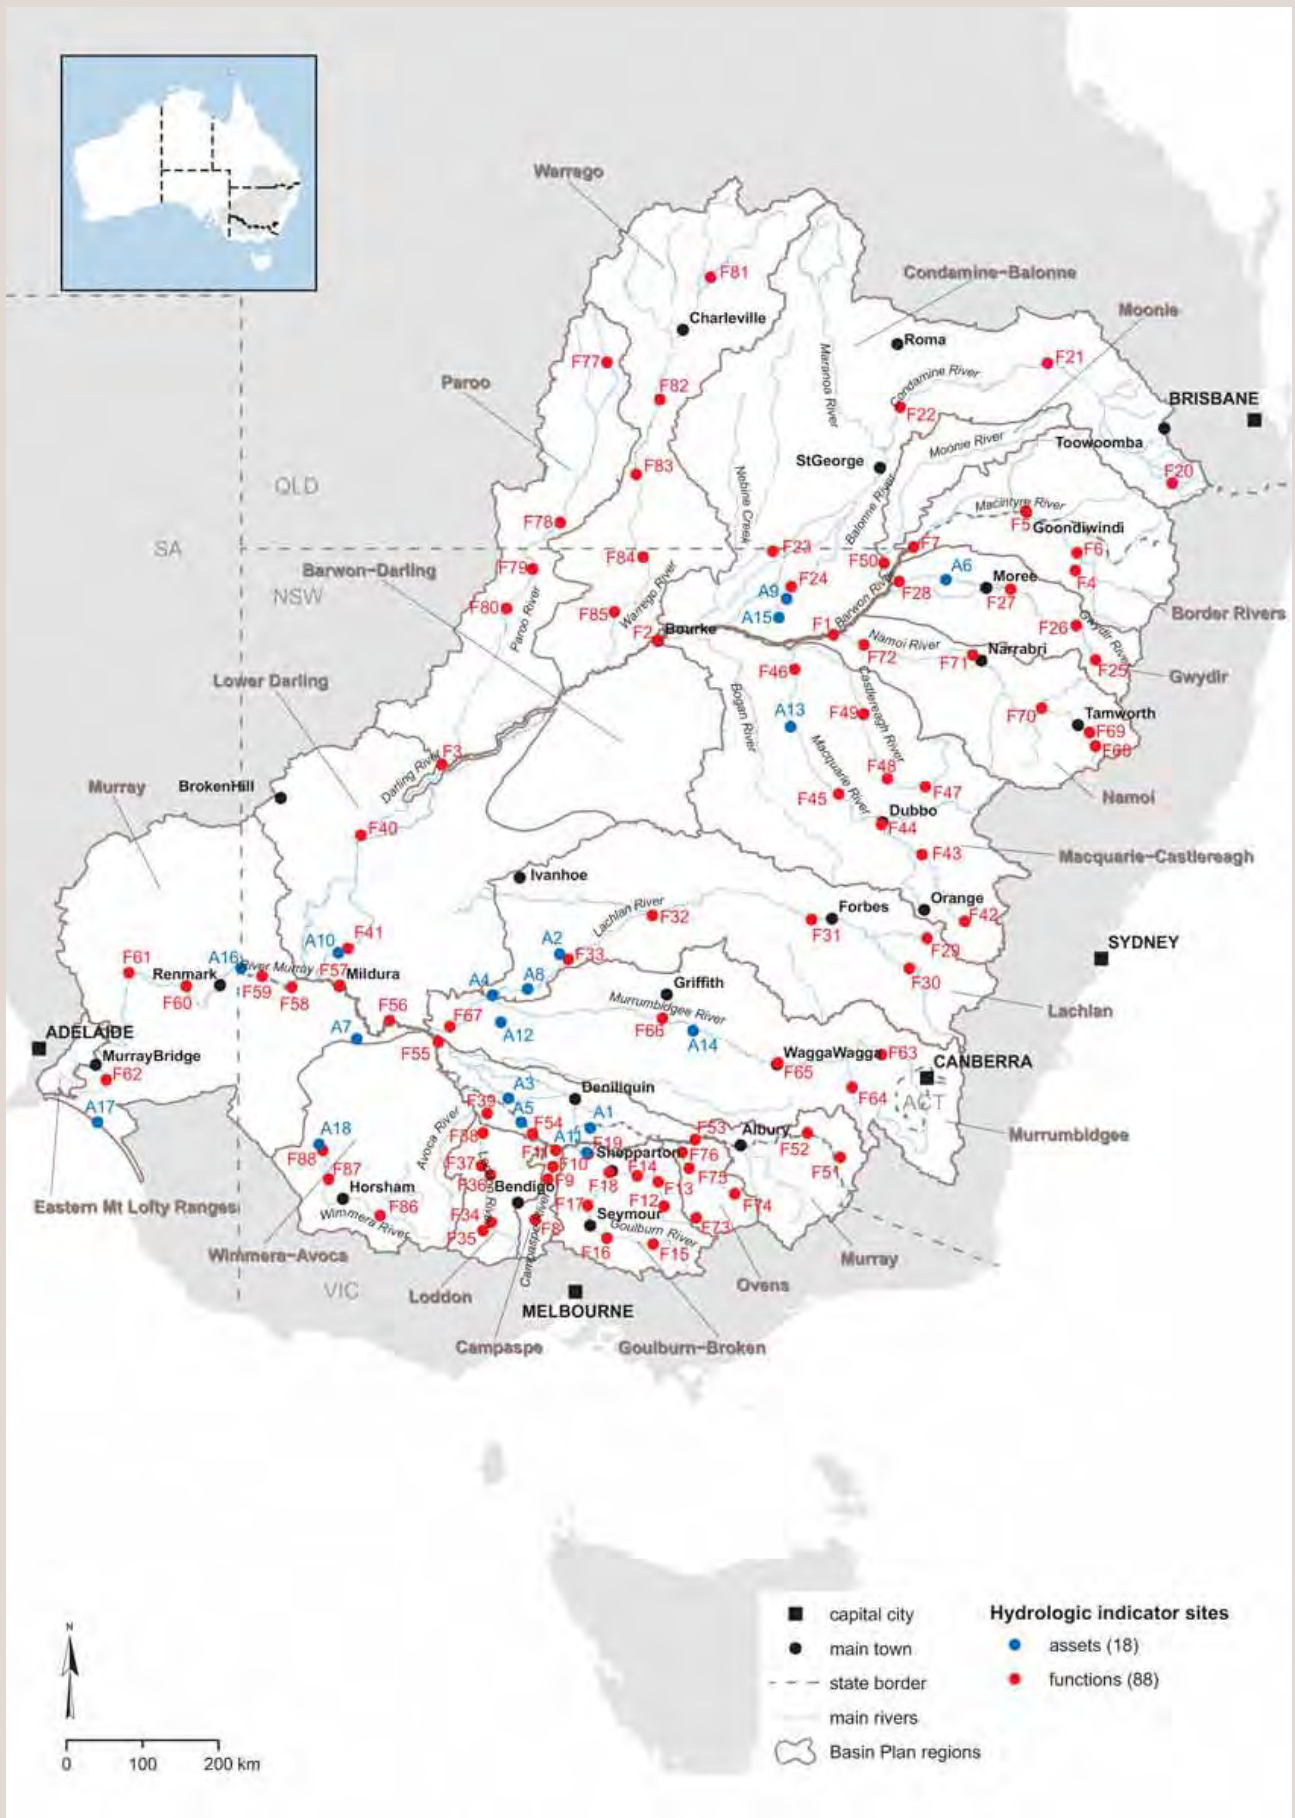 Warrego
F81
Condamine-Balonne
Charleville
Moonie
Roma
Maranoa River
F77
F21
Paroo
Condamine River
F82
BRISBANE
F22
Toowoomba
Moonie River
StGeorge
F83
Nebine Creek
F20
QLD
Balonne River
Macintyre River
F78
F5
Goondiwindi
SA
F23
F7
F6
F84
F50
A6
F79
Barwon-Darling
Moree
F4
F24
A9
F28
F27
NSW
Warrego River
Barwon River
F80
F85
A15
Border Rivers
Paroo River
F26
Gwydir River
F2
Bourke
F1
Namoi River
F72
Narrabri
F71
F46
F25
Gwydir
Lower Darling
Castlereagh River
Bogan River
A13
F49
F70
Tamworth
F69
F68
F3
Macquarie River
Darling River
F48
Murray
BrokenHill
F45
F47
Namoi
Dubbo
F44
F40
F43
Macquarie-Castlereagh
Ivanhoe
Lachlan River
Forbes
Orange
F32
F31
F42
F29
A10
F41
A2
SYDNEY
F33
F61
A16
River Murray
F57
Renmark
Mildura
A4
A8
Griffith
F30
F60
F59
F58
Murrumbidgee River
Lachlan
F56
F67
A12
F66
A14
ADELAIDE
A7
F55
WaggaWagga
F63
MurrayBridge
CANBERRA
F62
F65
F64
A3
Deniliquin
ACT
A17
F39
A5
A1
A18
Avoca River
F38
F54
F53
Albury
F52
Murrumbidgee
F11
A11
F19
F88
Shepparton
F76
F51
F87
F37
F10
F14
F75
F36
F9
F18
F13
Horsham
Loddon River
Bendigo
F12
F74
Eastern Mt Lofty Ranges
F86
F17
Wimmera River
F34
F8
Seymour
F73
F35
Goulburn River
Wimmera-Avoca
Campaspe River
F16
F15
Murray
VIC
Loddon
Ovens
MELBOURNE
Campaspe
Goulburn-Broken
N
0 100 200 km
capital city
main town
state border
main rivers
Basin Plan regions
Hydrologic indicator sites
assets (18)
functions (88)